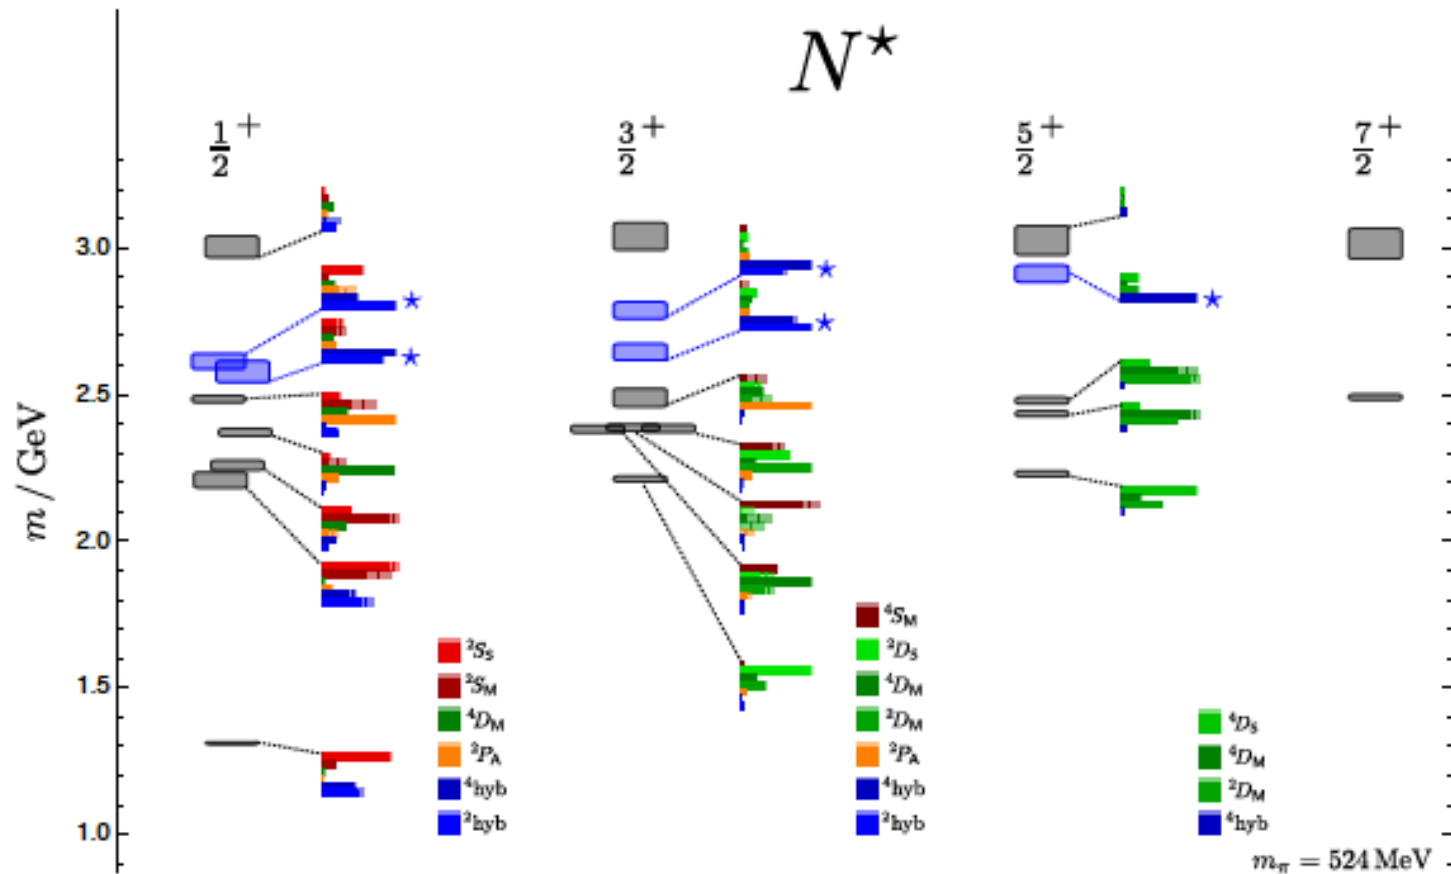 N★
1/2+ 3/2+ 5/2+ 7/2+
m / GeV
3.0
2.5
2.0
1.5
1.0
²S_S
²S_M
⁴D_M
²P_A
⁴hyb
²hyb
⁴S_M
²D_S
⁴D_M
²D_M
²P_A
⁴hyb
²hyb
⁴D_S
⁴D_M
²D_M
⁴hyb
m_π = 524 MeV